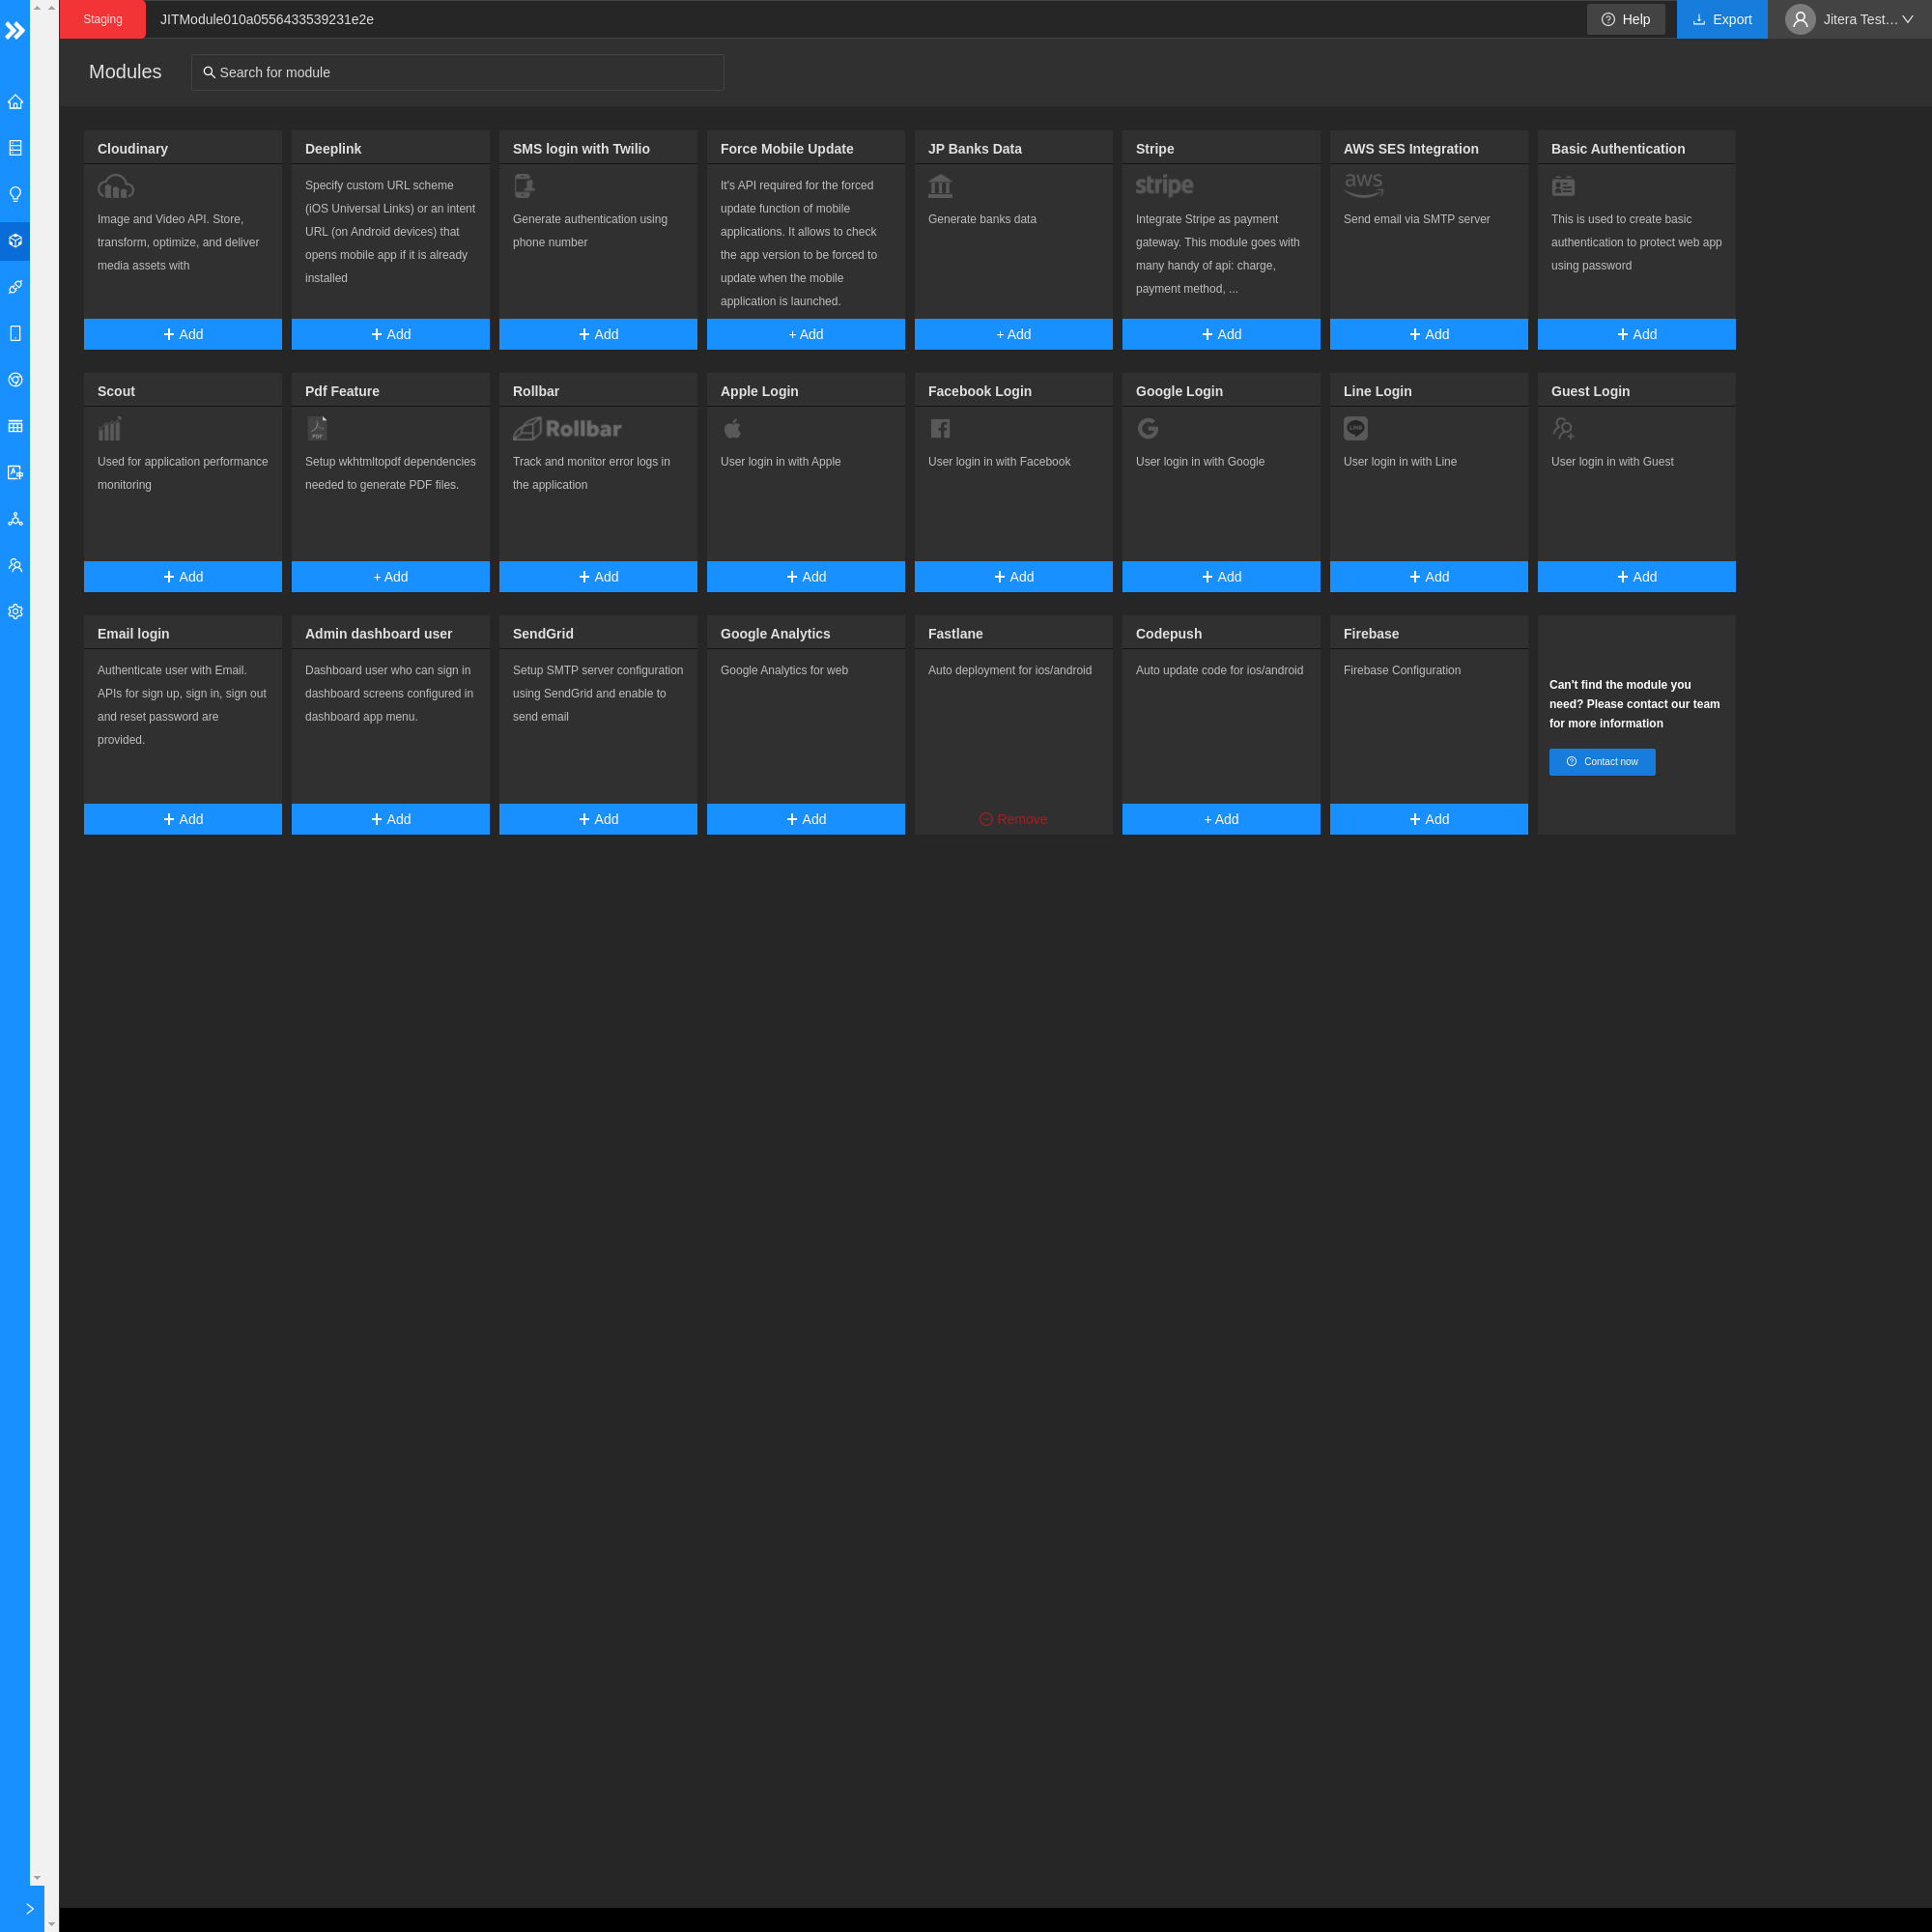 Staging
JITModule010a0556433539231e2e
Help
Export
Jitera Test...
Modules
Search for module
Cloudinary
Image and Video API. Store,
transform, optimize, and deliver
media assets with
+ Add
Deeplink
Specify custom URL scheme
(iOS Universal Links) or an intent
URL (on Android devices) that
opens mobile app if it is already
installed
+ Add
SMS login with Twilio
Generate authentication using
phone number
+ Add
Force Mobile Update
It's API required for the forced
update function of mobile
applications. It allows to check
the app version to be forced to
update when the mobile
application is launched.
+ Add
JP Banks Data
Generate banks data
+ Add
Stripe
stripe
Integrate Stripe as payment
gateway. This module goes with
many handy of api: charge,
payment method, ...
+ Add
AWS SES Integration
aws
Send email via SMTP server
+ Add
Basic Authentication
This is used to create basic
authentication to protect web app
using password
+ Add
Scout
Used for application performance
monitoring
+ Add
Pdf Feature
PDF
Setup wkhtmltopdf dependencies
needed to generate PDF files.
+ Add
Rollbar
Rollbar
Track and monitor error logs in
the application
+ Add
Apple Login
User login in with Apple
+ Add
Facebook Login
User login in with Facebook
+ Add
Google Login
User login in with Google
+ Add
Line Login
LINE
User login in with Line
+ Add
Guest Login
User login in with Guest
+ Add
Email login
Authenticate user with Email.
APIs for sign up, sign in, sign out
and reset password are
provided.
+ Add
Admin dashboard user
Dashboard user who can sign in
dashboard screens configured in
dashboard app menu.
+ Add
SendGrid
Setup SMTP server configuration
using SendGrid and enable to
send email
+ Add
Google Analytics
Google Analytics for web
+ Add
Fastlane
Auto deployment for ios/android
Remove
Codepush
Auto update code for ios/android
+ Add
Firebase
Firebase Configuration
+ Add
Can't find the module you
need? Please contact our team
for more information
Contact now